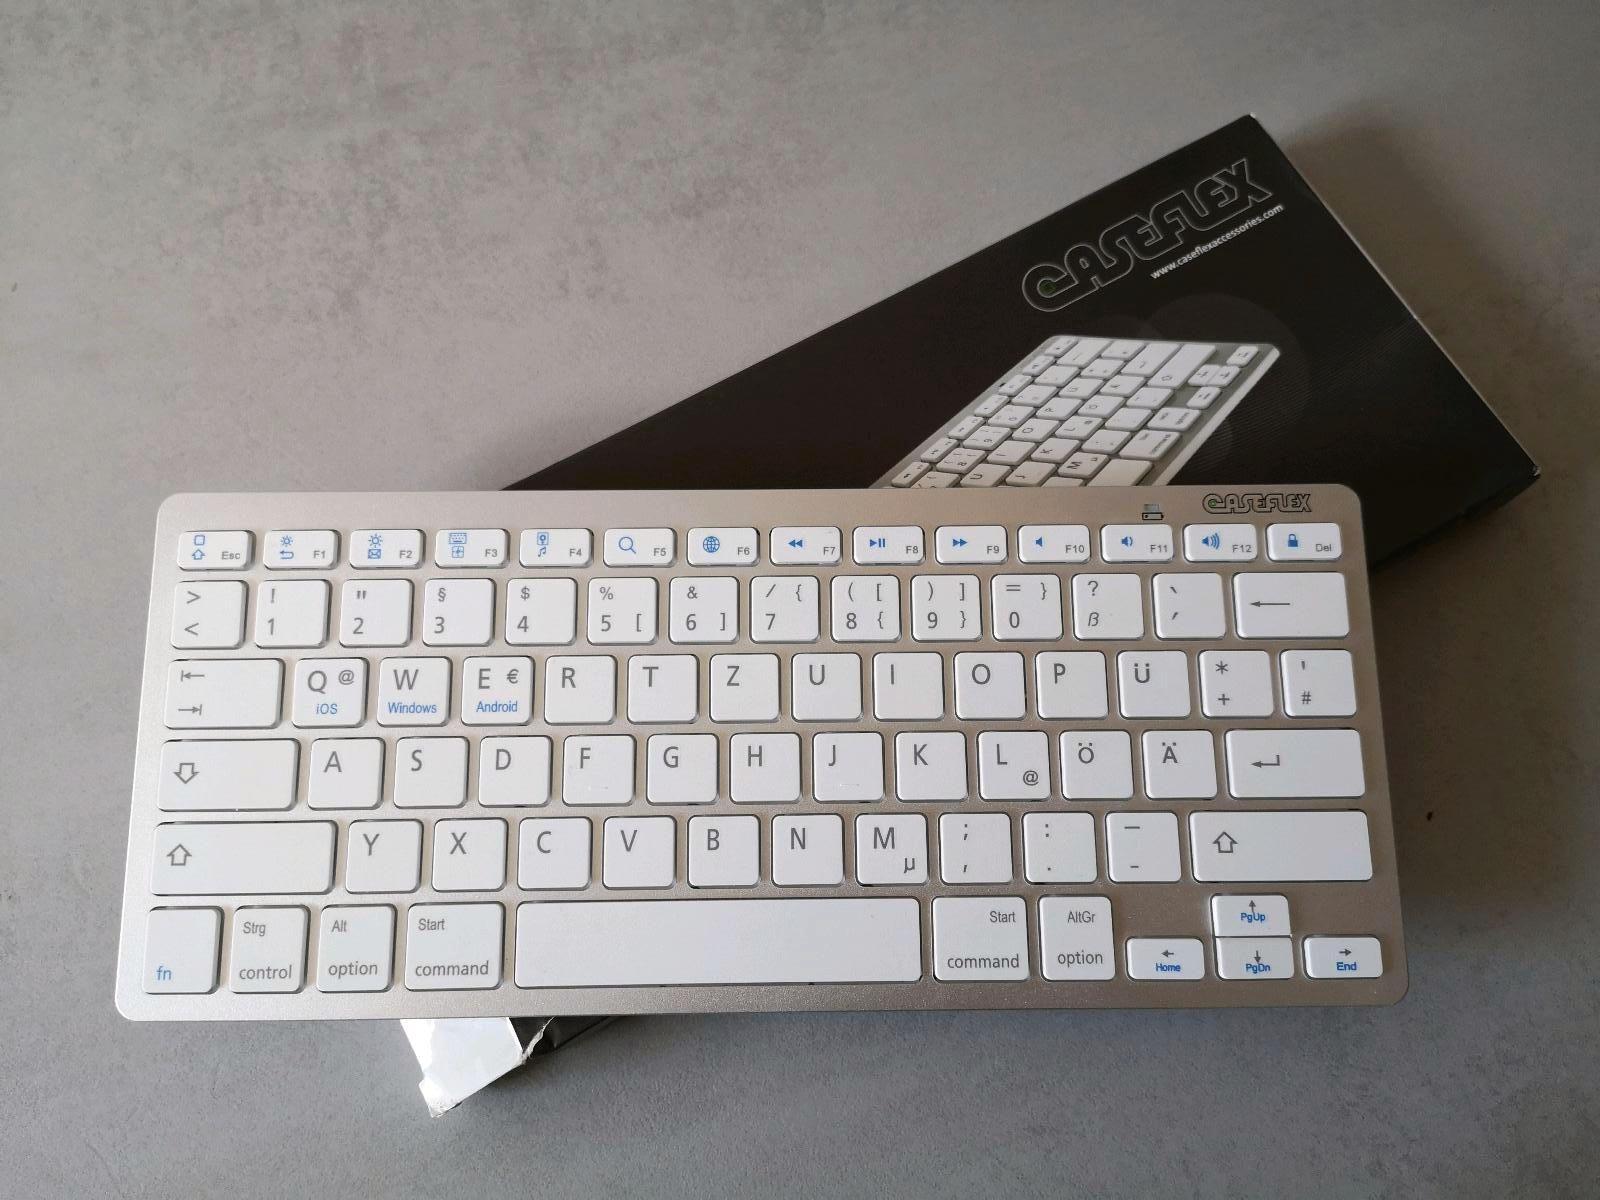 CASEFLEX
www.caseflexaccessories.com
CASEFLEX
Esc F1 F2 F3 F4 F5 F6 F7 F8 F9 F10 F11 F12 Del
> ! " § $ % & / { ( [ ) ] = } ? `
< 1 2 3 4 5 [ 6 ] 7 8 { 9 } 0 ß ´
Q @ W E € R T Z U I O P Ü * '
iOS Windows Android + #
A S D F G H J K L Ö Ä
@
Y X C V B N M ; : _
µ , . -
Strg Alt Start Start AltGr PgUp
fn control option command command option Home PgDn End